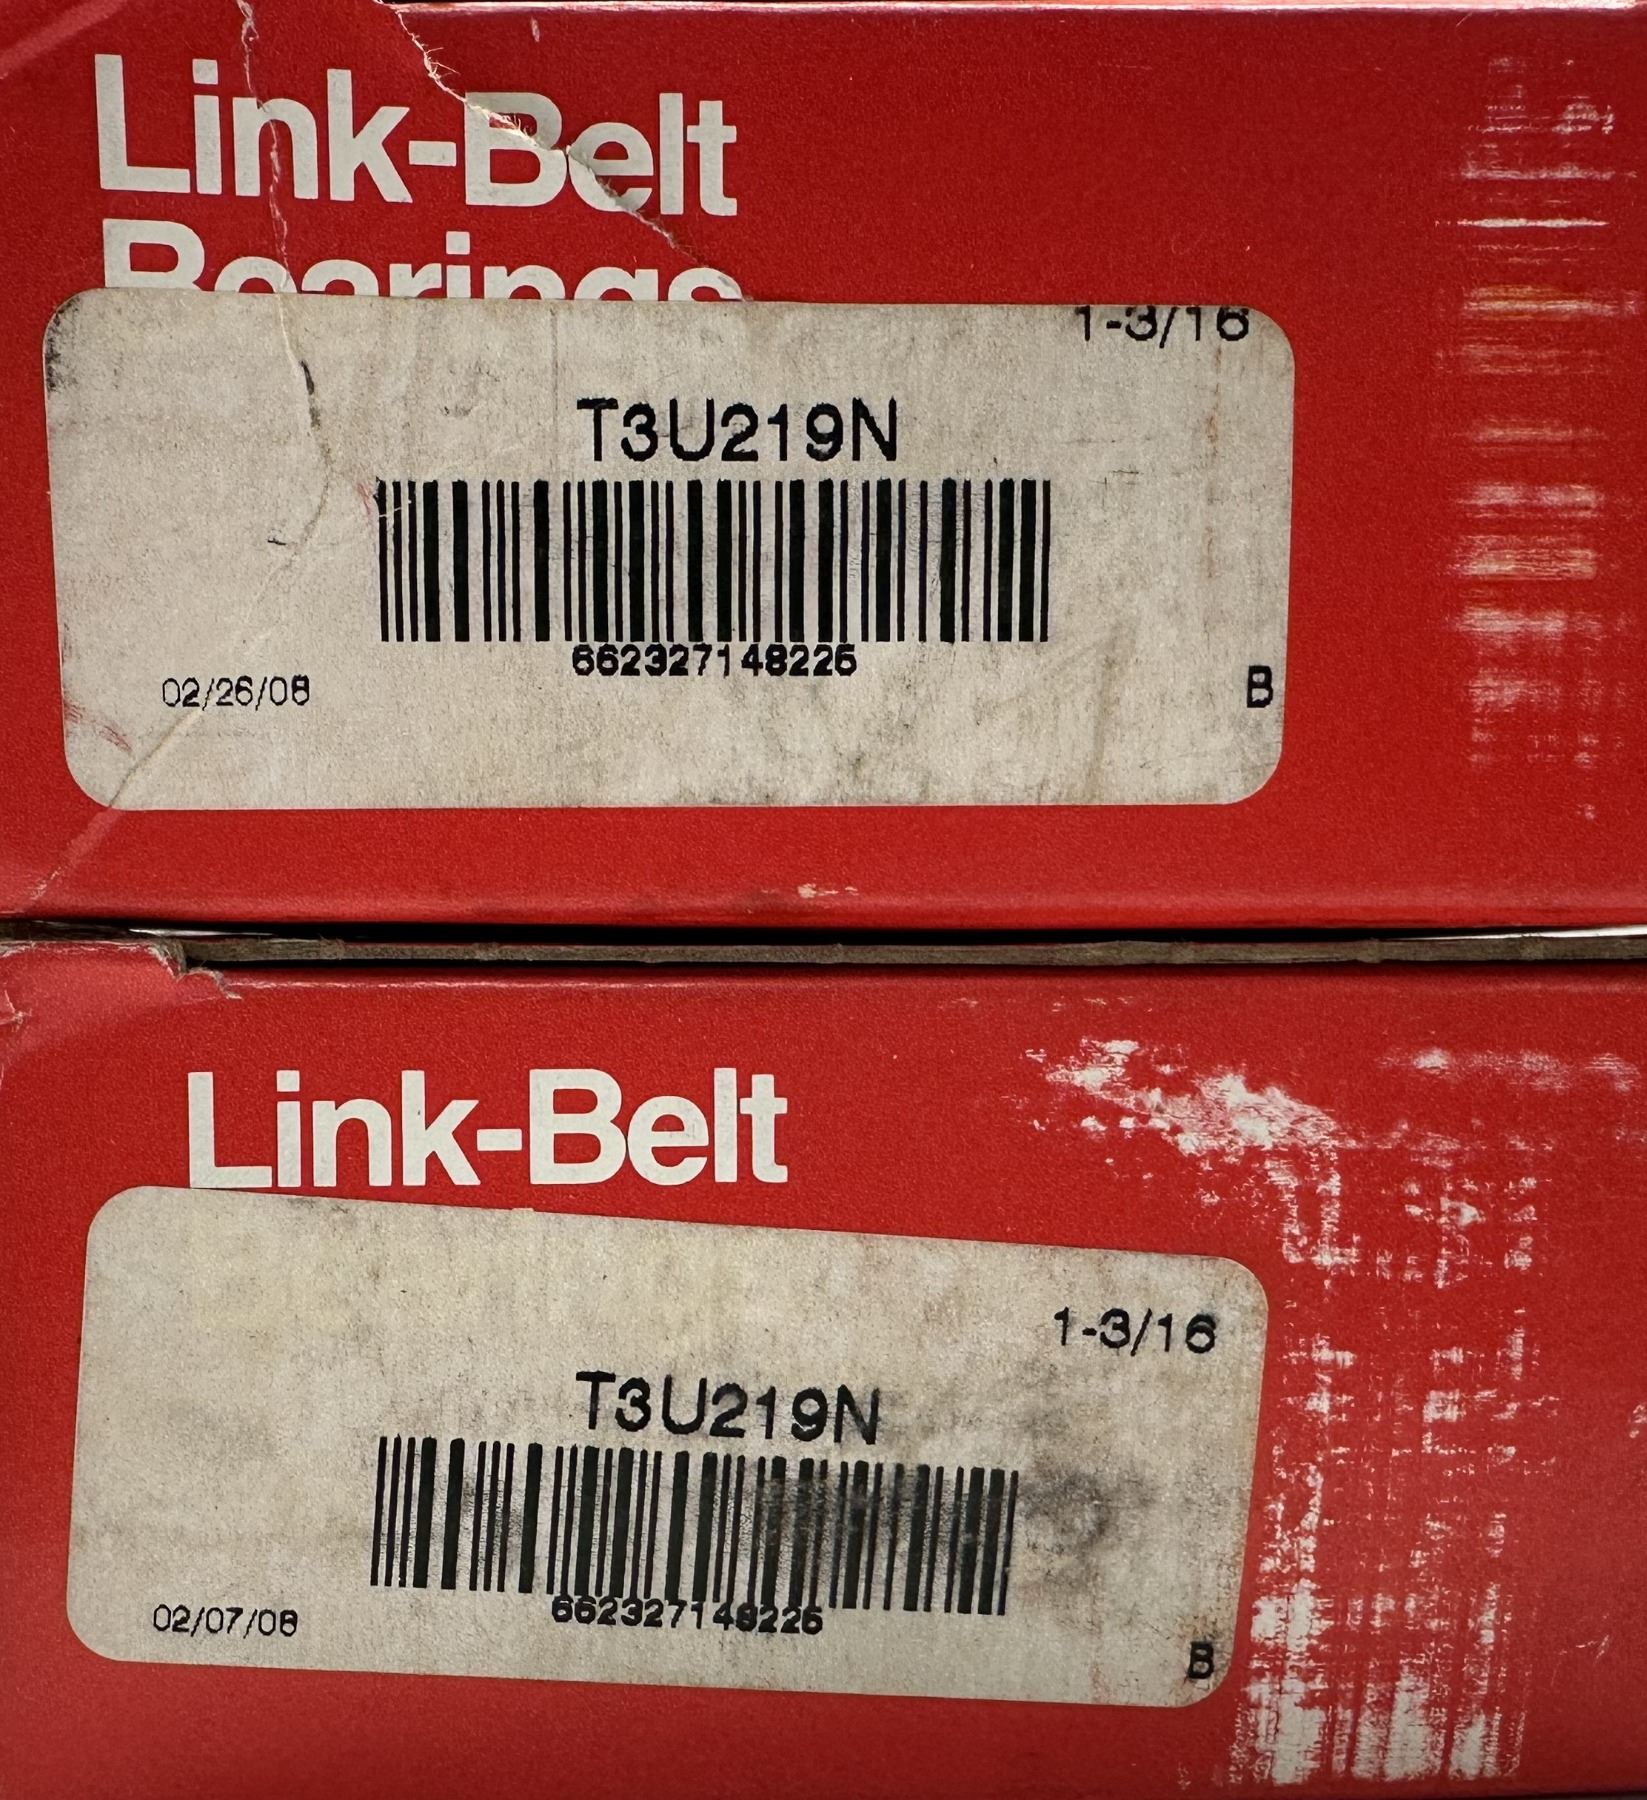 Link-Belt
Bearings
1-3/16
T3U219N
662327148225
02/26/08
B
Link-Belt
1-3/16
T3U219N
662327148225
02/07/08
B